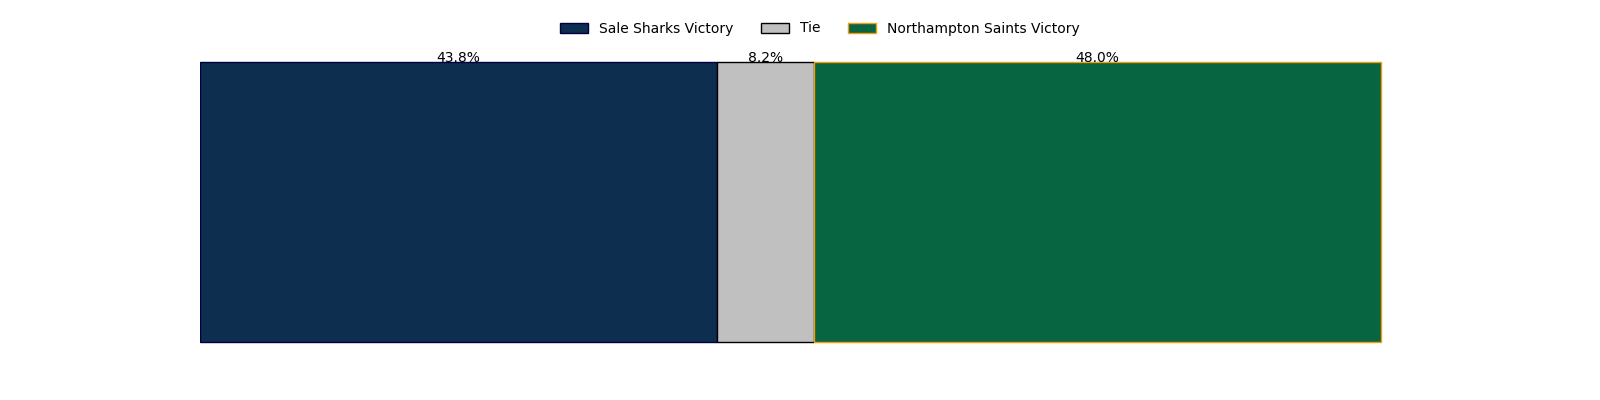 Sale Sharks Victory Tie Northampton Saints Victory
43.8% 8.2% 48.0%